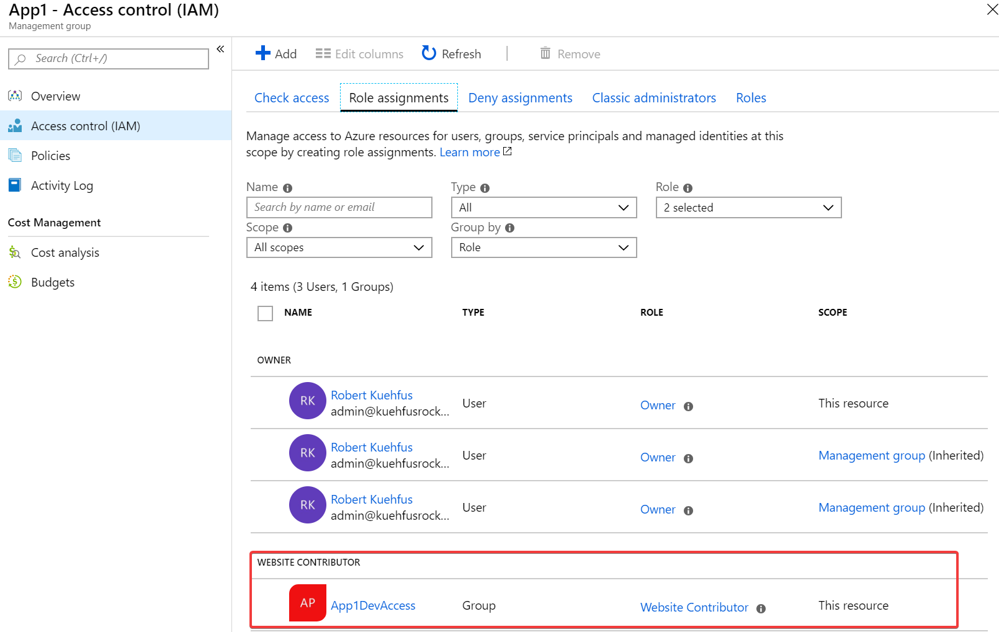 App1 - Access control (IAM)
Management group
Search (Ctrl+/)
Overview
Access control (IAM)
Policies
Activity Log
Cost Management
Cost analysis
Budgets
Add Edit columns Refresh Remove
Check access Role assignments Deny assignments Classic administrators Roles
Manage access to Azure resources for users, groups, service principals and managed identities at this
scope by creating role assignments. Learn more
Name Type Role
Search by name or email All 2 selected
Scope Group by
All scopes Role
4 items (3 Users, 1 Groups)
NAME TYPE ROLE SCOPE
OWNER
RK Robert Kuehfus
admin@kuehfusrock... User Owner This resource
RK Robert Kuehfus
admin@kuehfusrock... User Owner Management group (Inherited)
RK Robert Kuehfus
admin@kuehfusrock... User Owner Management group (Inherited)
WEBSITE CONTRIBUTOR
AP App1DevAccess Group Website Contributor This resource